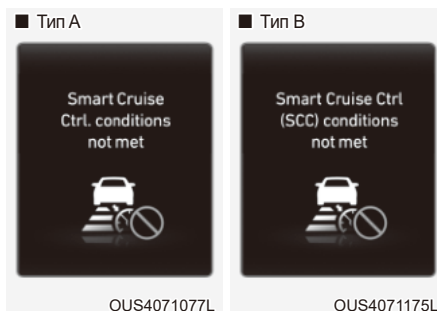 ■ Тип A
Smart Cruise
Ctrl. conditions
not met
OUS4071077L
■ Тип B
Smart Cruise Ctrl
(SCC) conditions
not met
OUS4071175L